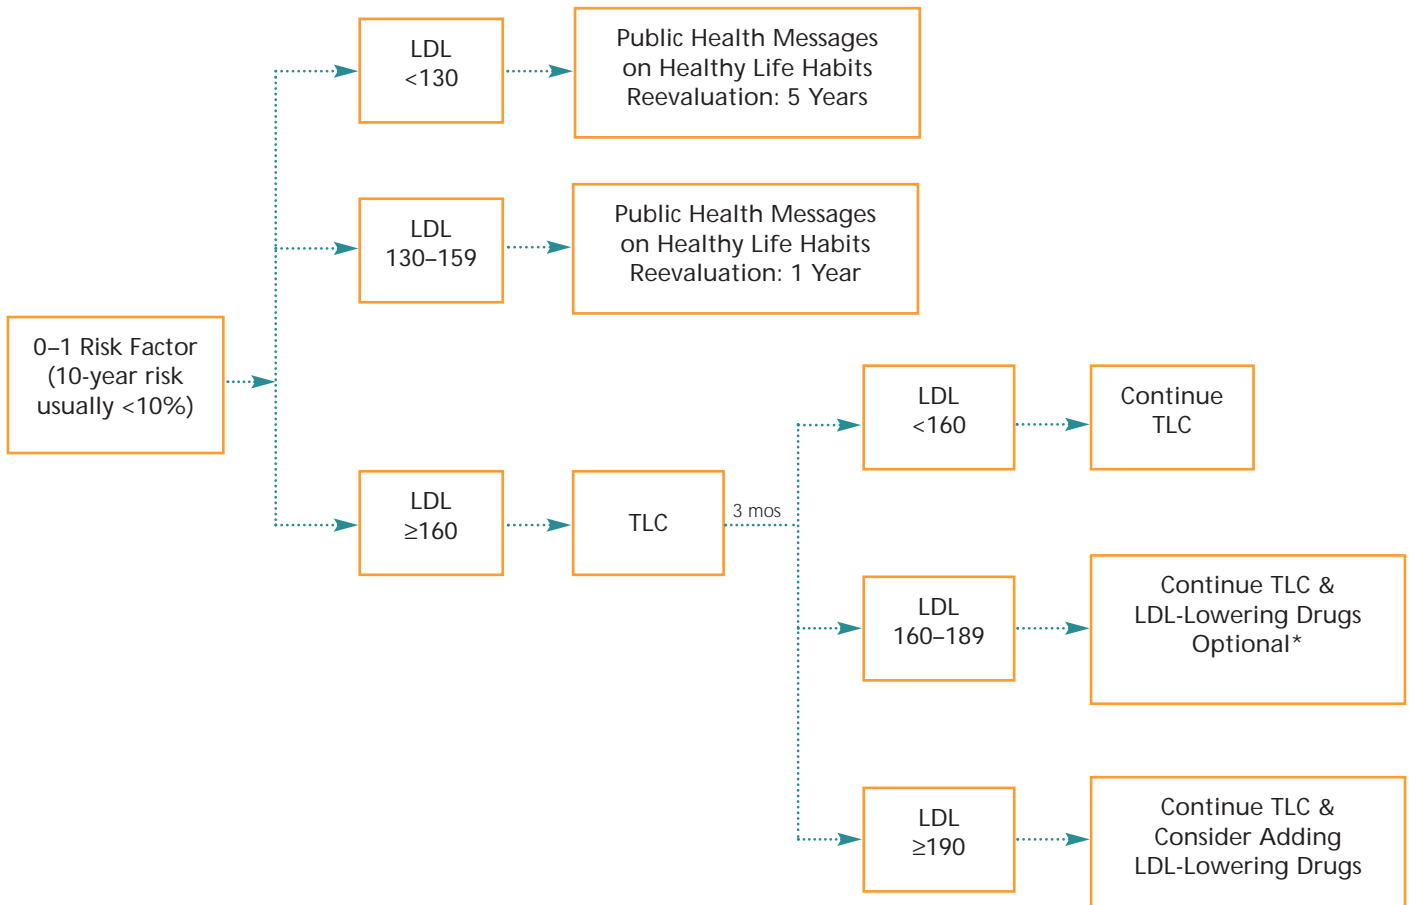 LDL
<130
Public Health Messages
on Healthy Life Habits
Reevaluation: 5 Years
LDL
130–159
Public Health Messages
on Healthy Life Habits
Reevaluation: 1 Year
0–1 Risk Factor
(10-year risk
usually <10%)
LDL
≥160
TLC
3 mos
LDL
<160
Continue
TLC
LDL
160–189
Continue TLC &
LDL-Lowering Drugs
Optional*
LDL
≥190
Continue TLC &
Consider Adding
LDL-Lowering Drugs